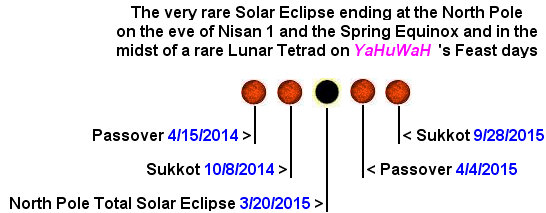 The very rare Solar Eclipse ending at the North Pole
on the eve of Nisan 1 and the Spring Equinox and in the
midst of a rare Lunar Tetrad on YaHuWaH 's Feast days
Passover 4/15/2014 >
< Sukkot 9/28/2015
Sukkot 10/8/2014 >
< Passover 4/4/2015
North Pole Total Solar Eclipse 3/20/2015 >